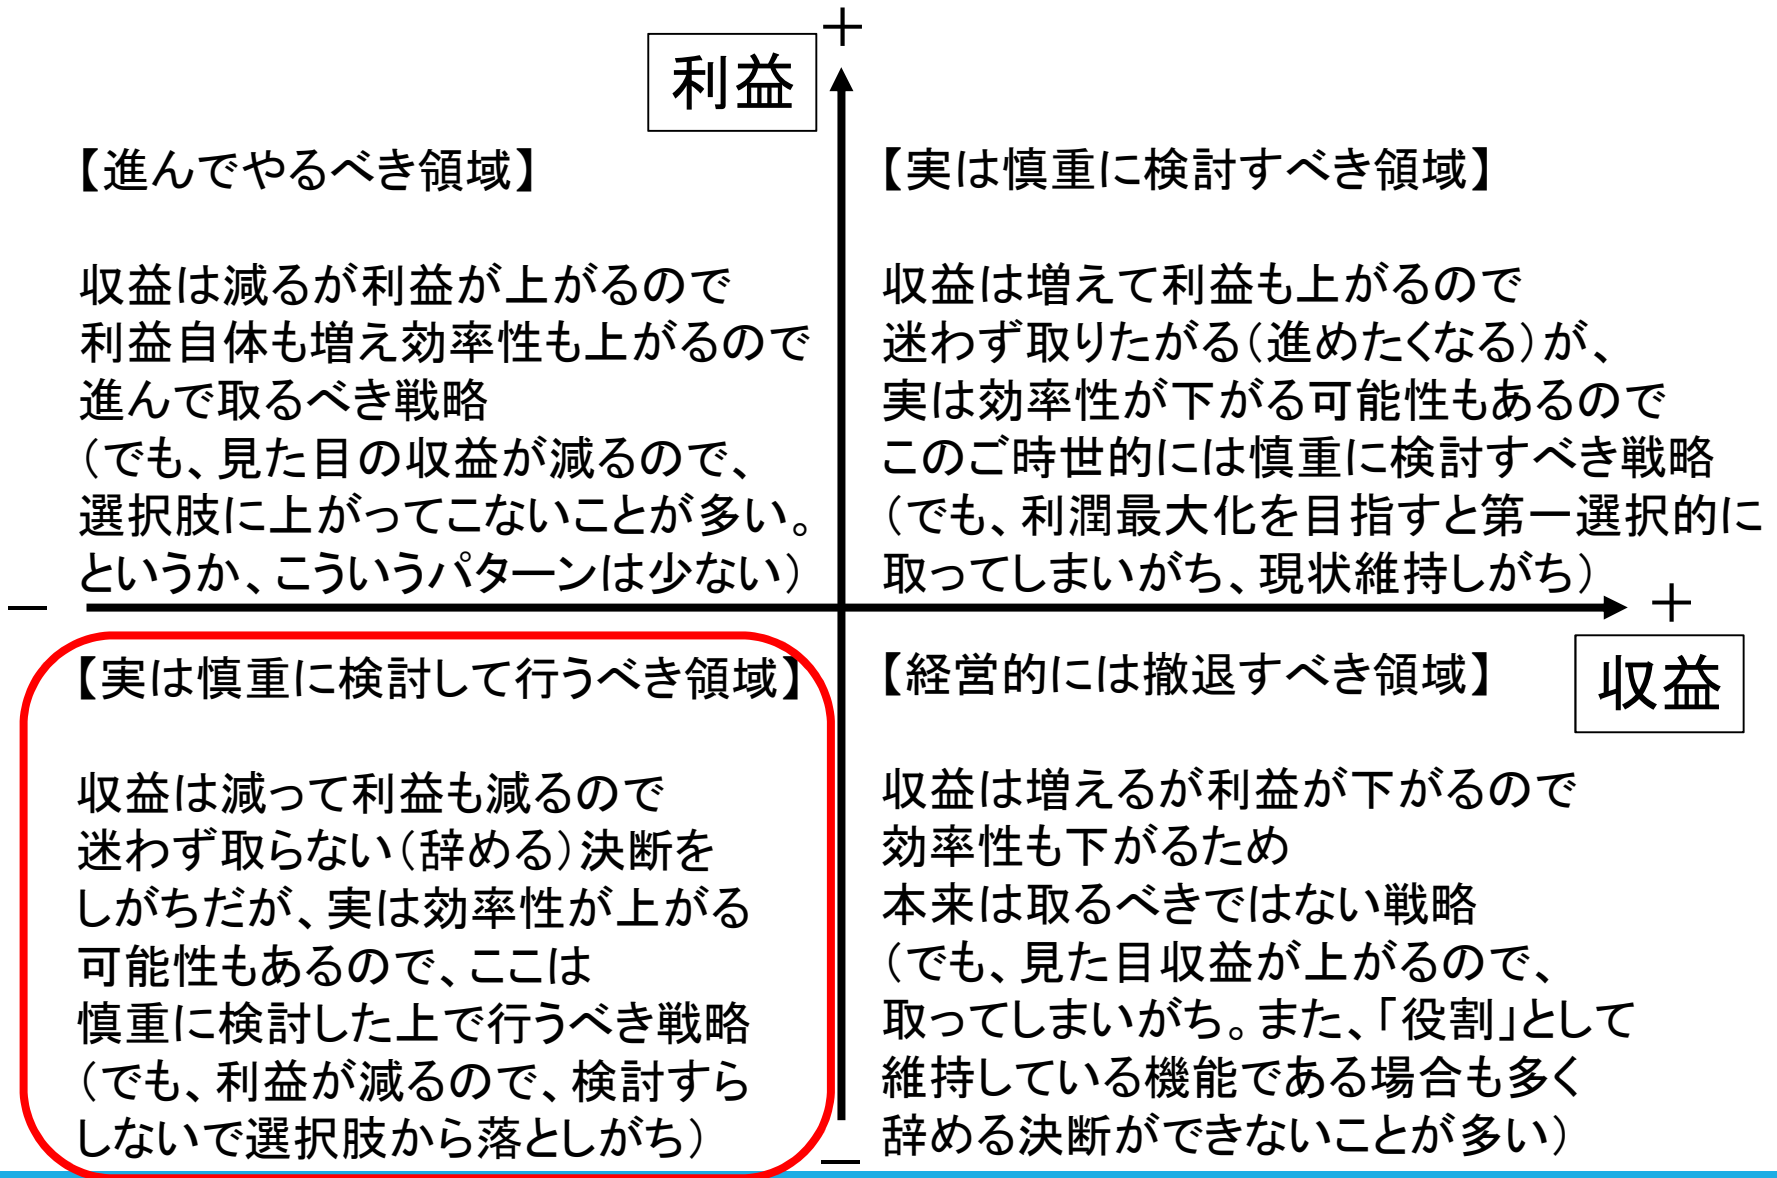 ＋
利益
【進んでやるべき領域】
収益は減るが利益が上がるので
利益自体も増え効率性も上がるので
進んで取るべき戦略
（でも、見た目の収益が減るので、
選択肢に上がってこないことが多い。
というか、こういうパターンは少ない）
【実は慎重に検討すべき領域】
収益は増えて利益も上がるので
迷わず取りたがる（進めたくなる）が、
実は効率性が下がる可能性もあるので
このご時世的には慎重に検討すべき戦略
（でも、利潤最大化を目指すと第一選択的に
取ってしまいがち、現状維持しがち）
－
＋
収益
【実は慎重に検討して行うべき領域】
収益は減って利益も減るので
迷わず取らない（辞める）決断を
しがちだが、実は効率性が上がる
可能性もあるので、ここは
慎重に検討した上で行うべき戦略
（でも、利益が減るので、検討すら
しないで選択肢から落としがち）
【経営的には撤退すべき領域】
収益は増えるが利益が下がるので
効率性も下がるため
本来は取るべきではない戦略
（でも、見た目収益が上がるので、
取ってしまいがち。また、「役割」として
維持している機能である場合も多く
辞める決断ができないことが多い）
－